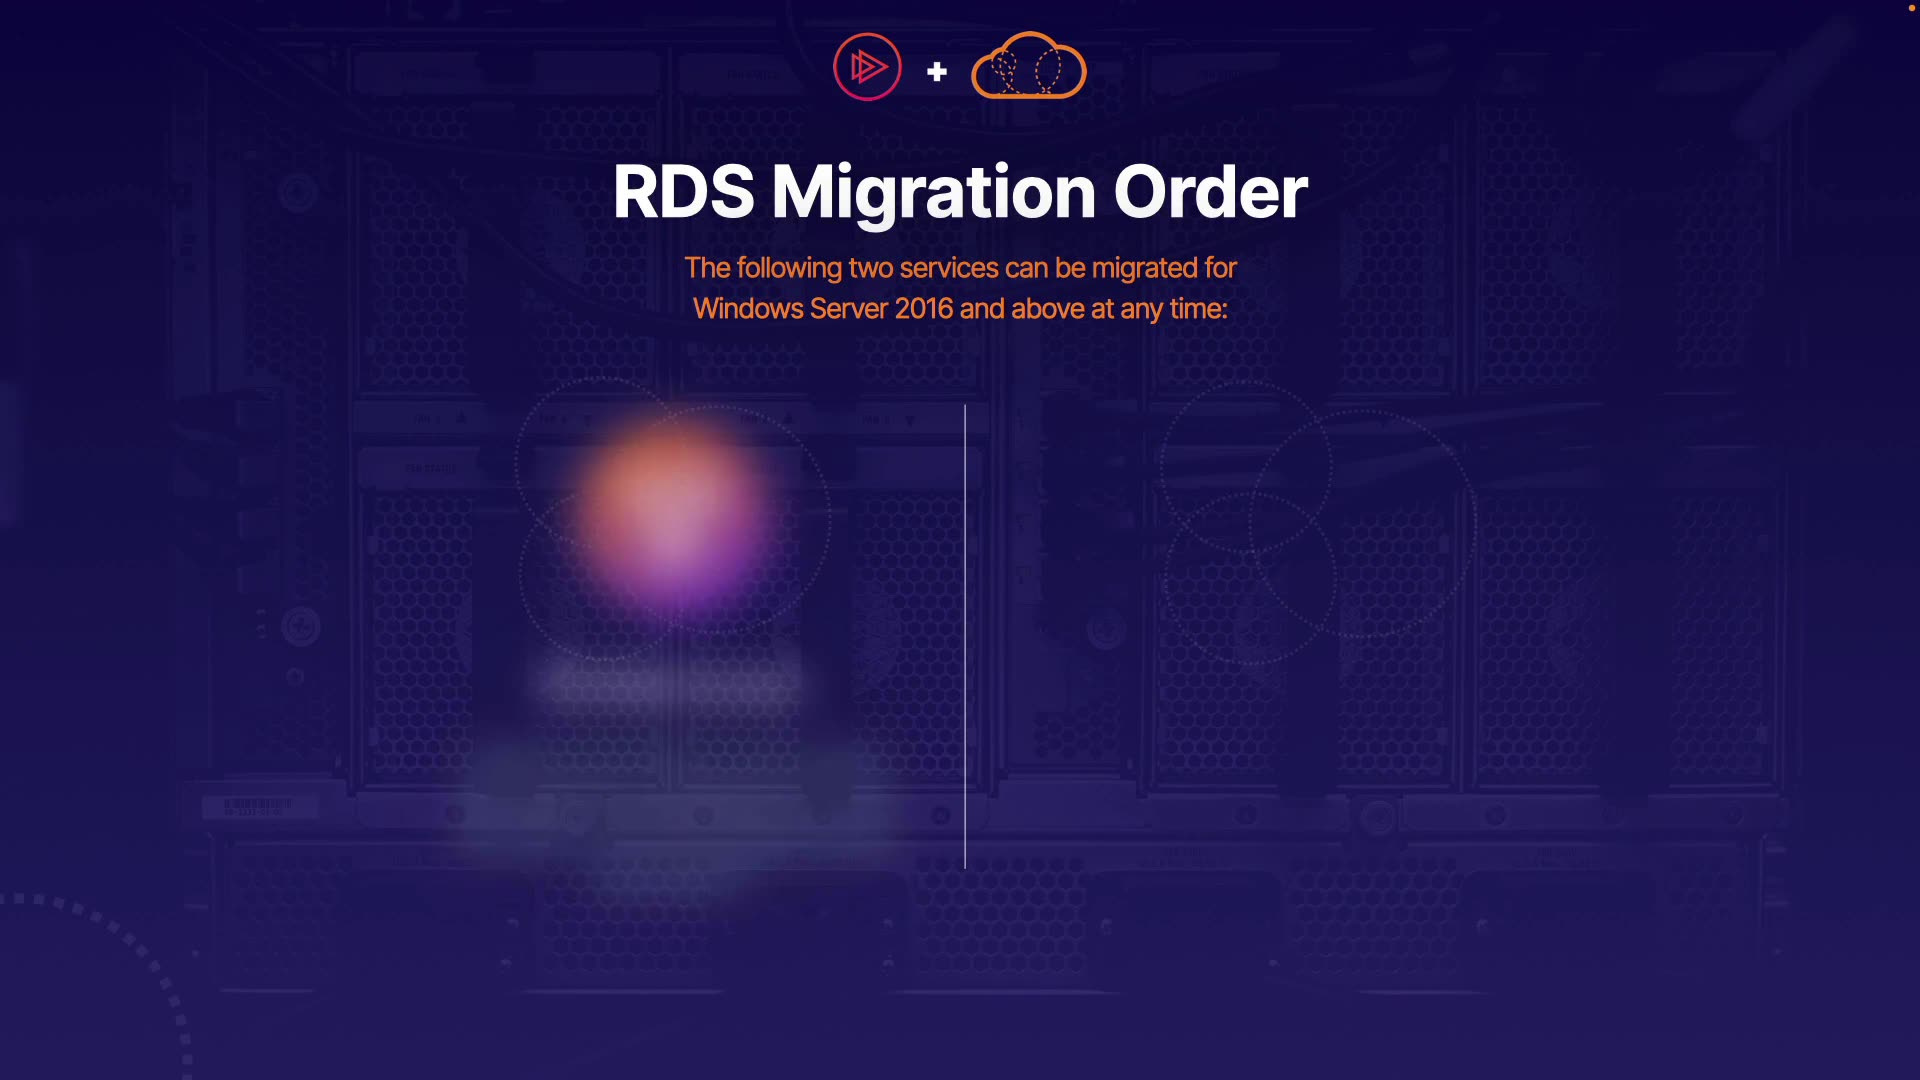 RDS Migration Order
The following two services can be migrated for
Windows Server 2016 and above at any time: